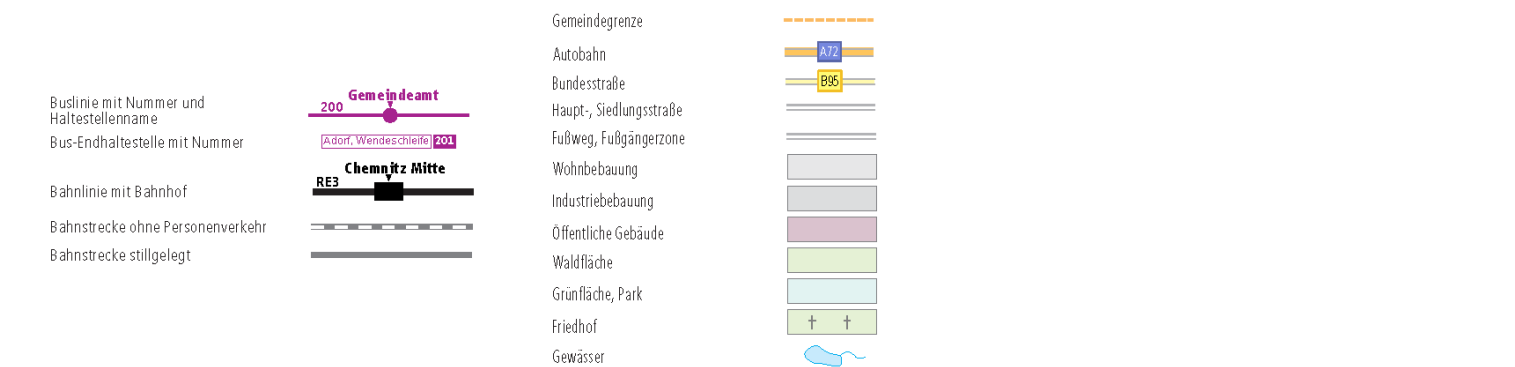 Buslinie mit Nummer und
Haltestellenname
Gemeindeamt
200
Bus-Endhaltestelle mit Nummer
Adorf, Wendeschleife 201
Bahnlinie mit Bahnhof
Chemnitz Mitte
RE3
Bahnstrecke ohne Personenverkehr
Bahnstrecke stillgelegt
Gemeindegrenze
Autobahn
A72
Bundesstraße
B95
Haupt-, Siedlungsstraße
Fußweg, Fußgängerzone
Wohnbebauung
Industriebebauung
Öffentliche Gebäude
Waldfläche
Grünfläche, Park
Friedhof
Gewässer